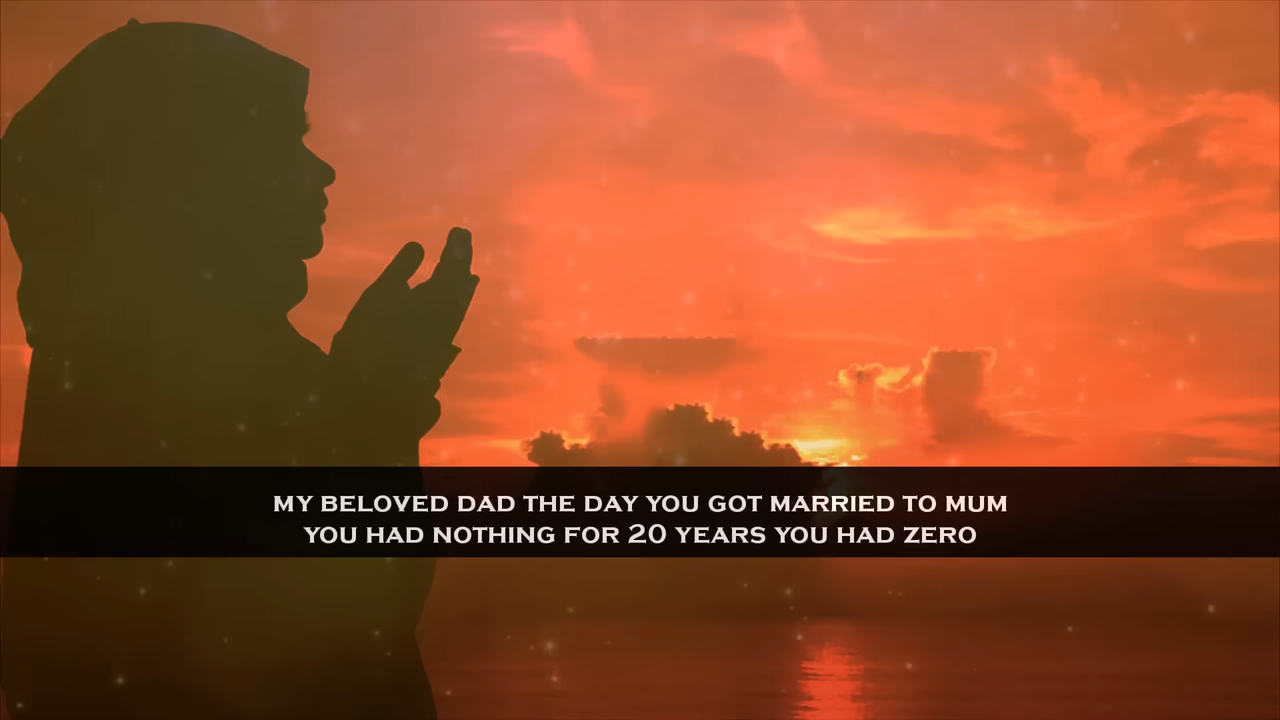 MY BELOVED DAD THE DAY YOU GOT MARRIED TO MUM
YOU HAD NOTHING FOR 20 YEARS YOU HAD ZERO